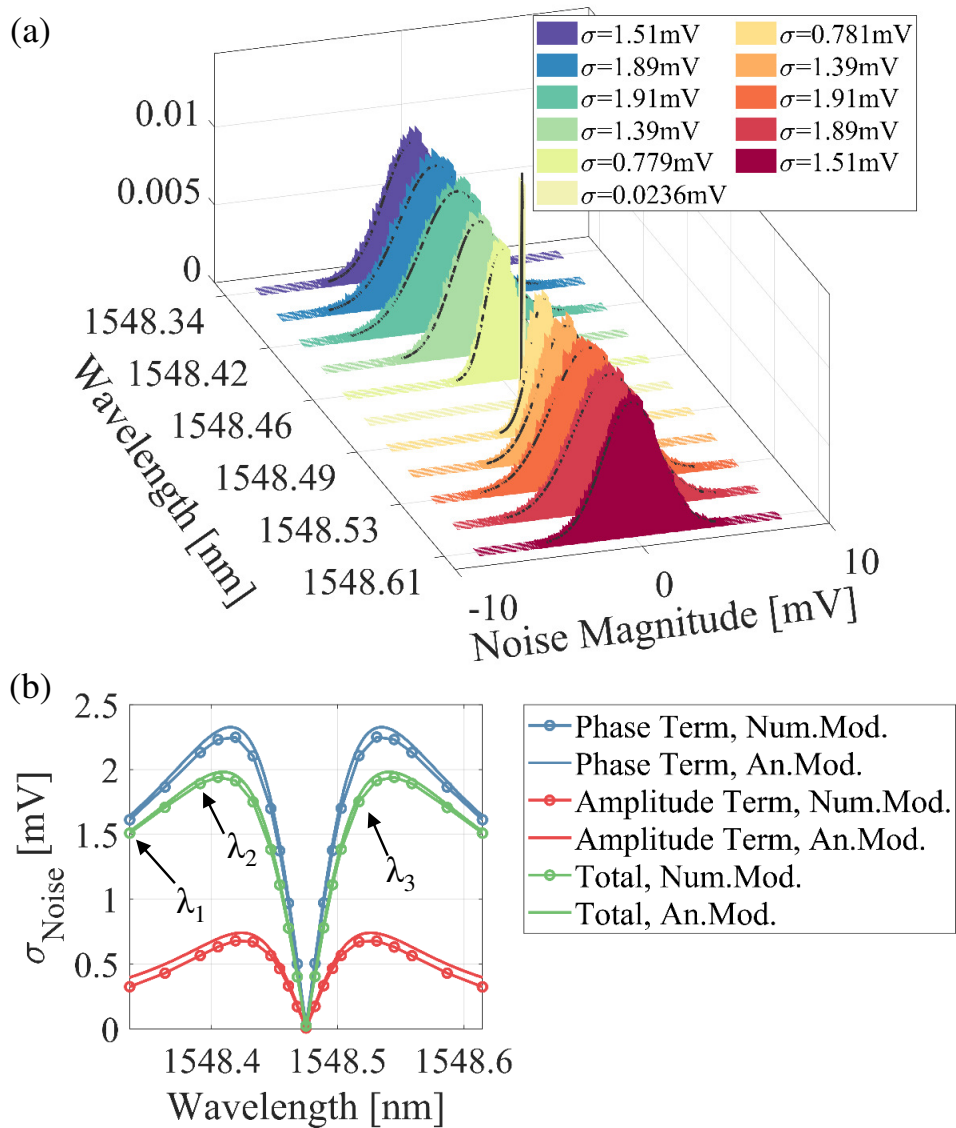 (a)
σ=1.51mV
σ=1.89mV
σ=1.91mV
σ=1.39mV
σ=0.779mV
σ=0.0236mV
σ=0.781mV
σ=1.39mV
σ=1.91mV
σ=1.89mV
σ=1.51mV
0.01
0.005
0
1548.34
1548.42
1548.46
1548.49
1548.53
1548.61
Wavelength [nm]
-10
0
10
Noise Magnitude [mV]
(b)
2.5
2
1.5
1
0.5
0
σNoise [mV]
λ1
λ2
λ3
1548.4
1548.5
1548.6
Wavelength [nm]
Phase Term, Num.Mod.
Phase Term, An.Mod.
Amplitude Term, Num.Mod.
Amplitude Term, An.Mod.
Total, Num.Mod.
Total, An.Mod.